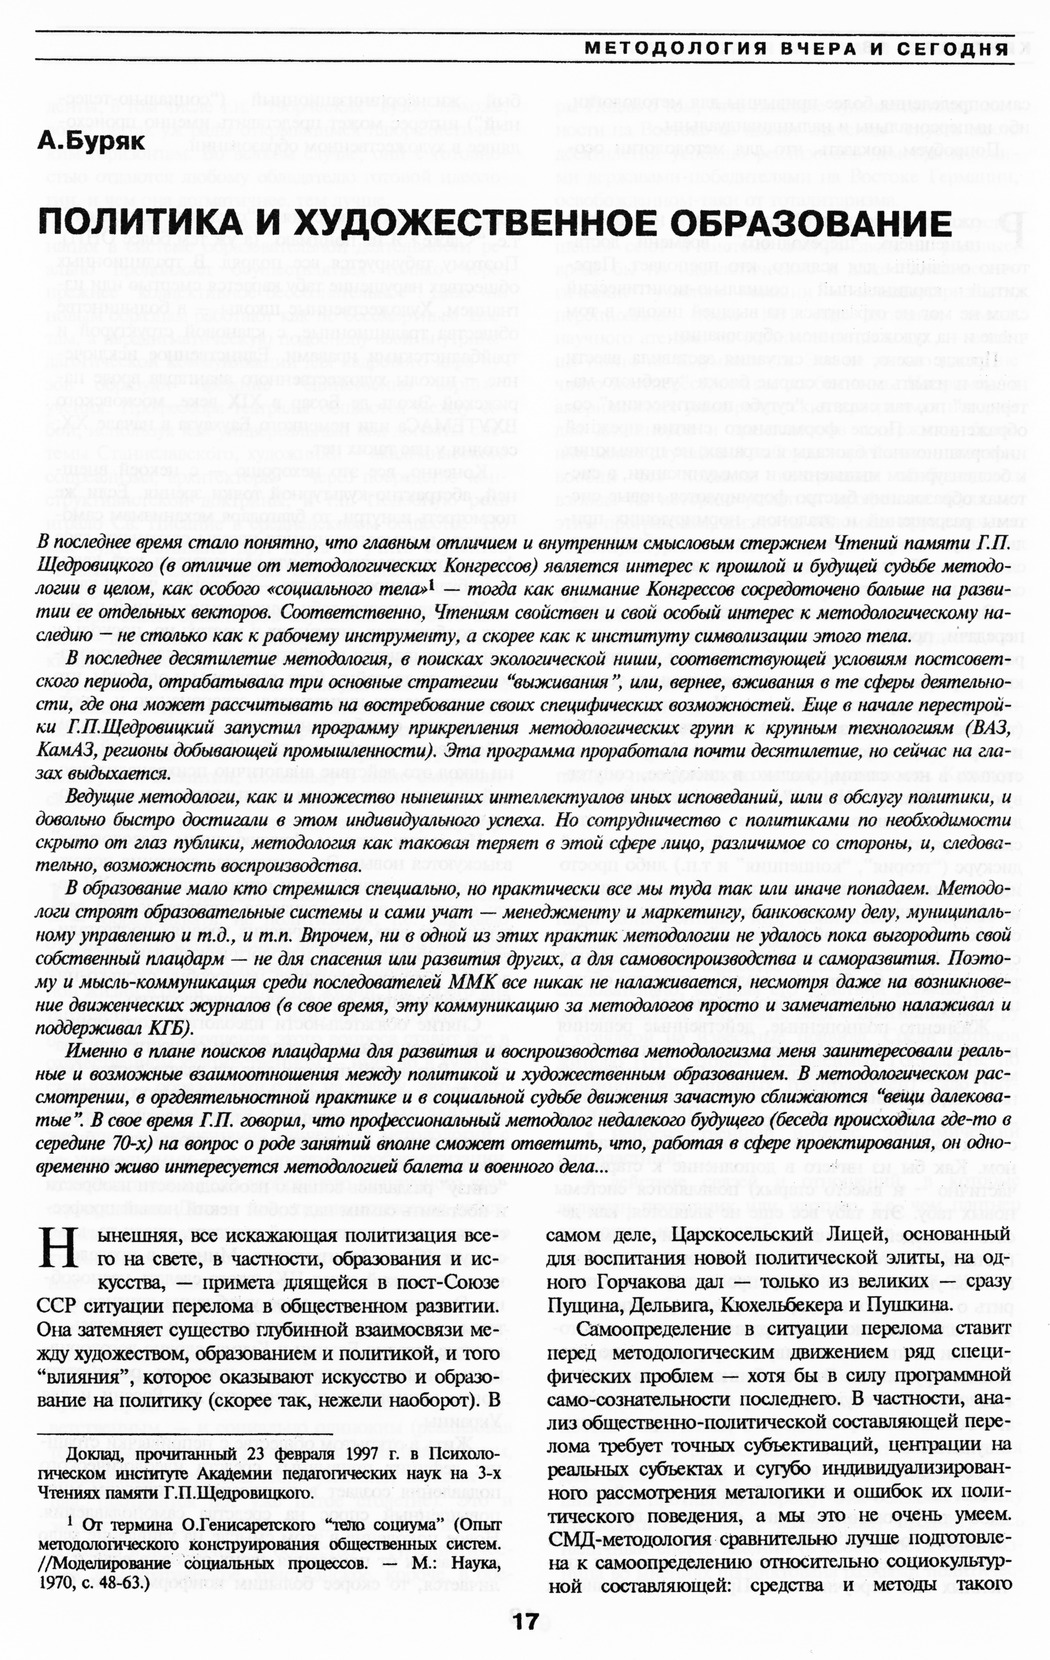 МЕТОДОЛОГИЯ ВЧЕРА И СЕГОДНЯ
А.Буряк
ПОЛИТИКА И ХУДОЖЕСТВЕННОЕ ОБРАЗОВАНИЕ
В последнее время стало понятно, что главным отличием и внутренним смысловым стержнем Чтений памяти Г.П.
Щедровицкого (в отличие от методологических Конгрессов) является интерес к прошлой и будущей судьбе методо-
логии в целом, как особого «социального тела»¹ — тогда как внимание Конгрессов сосредоточено больше на разви-
тии ее отдельных векторов. Соответственно, Чтениям свойствен и свой особый интерес к методологическому на-
следию — не столько как к рабочему инструменту, а скорее как к институту символизации этого тела.
В последнее десятилетие методология, в поисках экологической ниши, соответствующей условиям постсовет-
ского периода, отрабатывала три основные стратегии “выживания”, или, вернее, вживания в те сферы деятельно-
сти, где она может рассчитывать на востребование своих специфических возможностей. Еще в начале перестрой-
ки Г.П.Щедровицкий запустил программу прикрепления методологических групп к крупным технологиям (ВАЗ,
КамАЗ, регионы добывающей промышленности). Эта программа проработала почти десятилетие, но сейчас на гла-
зах выдыхается.
Ведущие методологи, как и множество нынешних интеллектуалов иных исповеданий, шли в обслугу политики, и
довольно быстро достигали в этом индивидуального успеха. Но сотрудничество с политиками по необходимости
скрыто от глаз публики, методология как таковая теряет в этой сфере лицо, различимое со стороны, и, следова-
тельно, возможность воспроизводства.
В образование мало кто стремился специально, но практически все мы туда так или иначе попадаем. Методо-
логи строят образовательные системы и сами учат — менеджменту и маркетингу, банковскому делу, муниципаль-
ному управлению и т.д., и т.п. Впрочем, ни в одной из этих практик методологии не удалось пока выгородить свой
собственный плацдарм — не для спасения или развития других, а для самовоспроизводства и саморазвития. Поэто-
му и мысль-коммуникация среди последователей ММК все никак не налаживается, несмотря даже на возникнове-
ние движенческих журналов (в свое время, эту коммуникацию за методологов просто и замечательно налаживал и
поддерживал КГБ).
Именно в плане поисков плацдарма для развития и воспроизводства методологизма меня заинтересовали реаль-
ные и возможные взаимоотношения между политикой и художественным образованием. В методологическом рас-
смотрении, в оргдеятельностной практике и в социальной судьбе движения зачастую сближаются “вещи далекова-
тые”. В свое время Г.П. говорил, что профессиональный методолог недалекого будущего (беседа происходила где-то в
середине 70-х) на вопрос о роде занятий вполне сможет ответить, что, работая в сфере проектирования, он одно-
временно живо интересуется методологией балета и военного дела...
Нынешняя, все искажающая политизация все-
го на свете, в частности, образования и ис-
кусства, — примета длящейся в пост-Союзе
ССР ситуации перелома в общественном развитии.
Она затемняет существо глубинной взаимосвязи ме-
жду художеством, образованием и политикой, и того
“влияния”, которое оказывают искусство и образо-
вание на политику (скорее так, нежели наоборот). В
Доклад, прочитанный 23 февраля 1997 г. в Психоло-
гическом институте Академии педагогических наук на 3-х
Чтениях памяти Г.П.Щедровицкого.
¹ От термина О.Генисаретского “тело социума” (Опыт
методологического конструирования общественных систем.
//Моделирование социальных процессов. — М.: Наука,
1970, с. 48-63.)
самом деле, Царскосельский Лицей, основанный
для воспитания новой политической элиты, на од-
ного Горчакова дал — только из великих — сразу
Пущина, Дельвига, Кюхельбекера и Пушкина.
Самоопределение в ситуации перелома ставит
перед методологическим движением ряд специ-
фических проблем — хотя бы в силу программной
само-сознательности последнего. В частности, ана-
лиз общественно-политической составляющей пере-
лома требует точных субъективаций, центрации на
реальных субъектах и сугубо индивидуализирован-
ного рассмотрения металогики и ошибок их поли-
тического поведения, а мы это не очень умеем.
СМД-методология сравнительно лучше подготовле-
на к самоопределению относительно социокультур-
ной составляющей: средства и методы такого
17